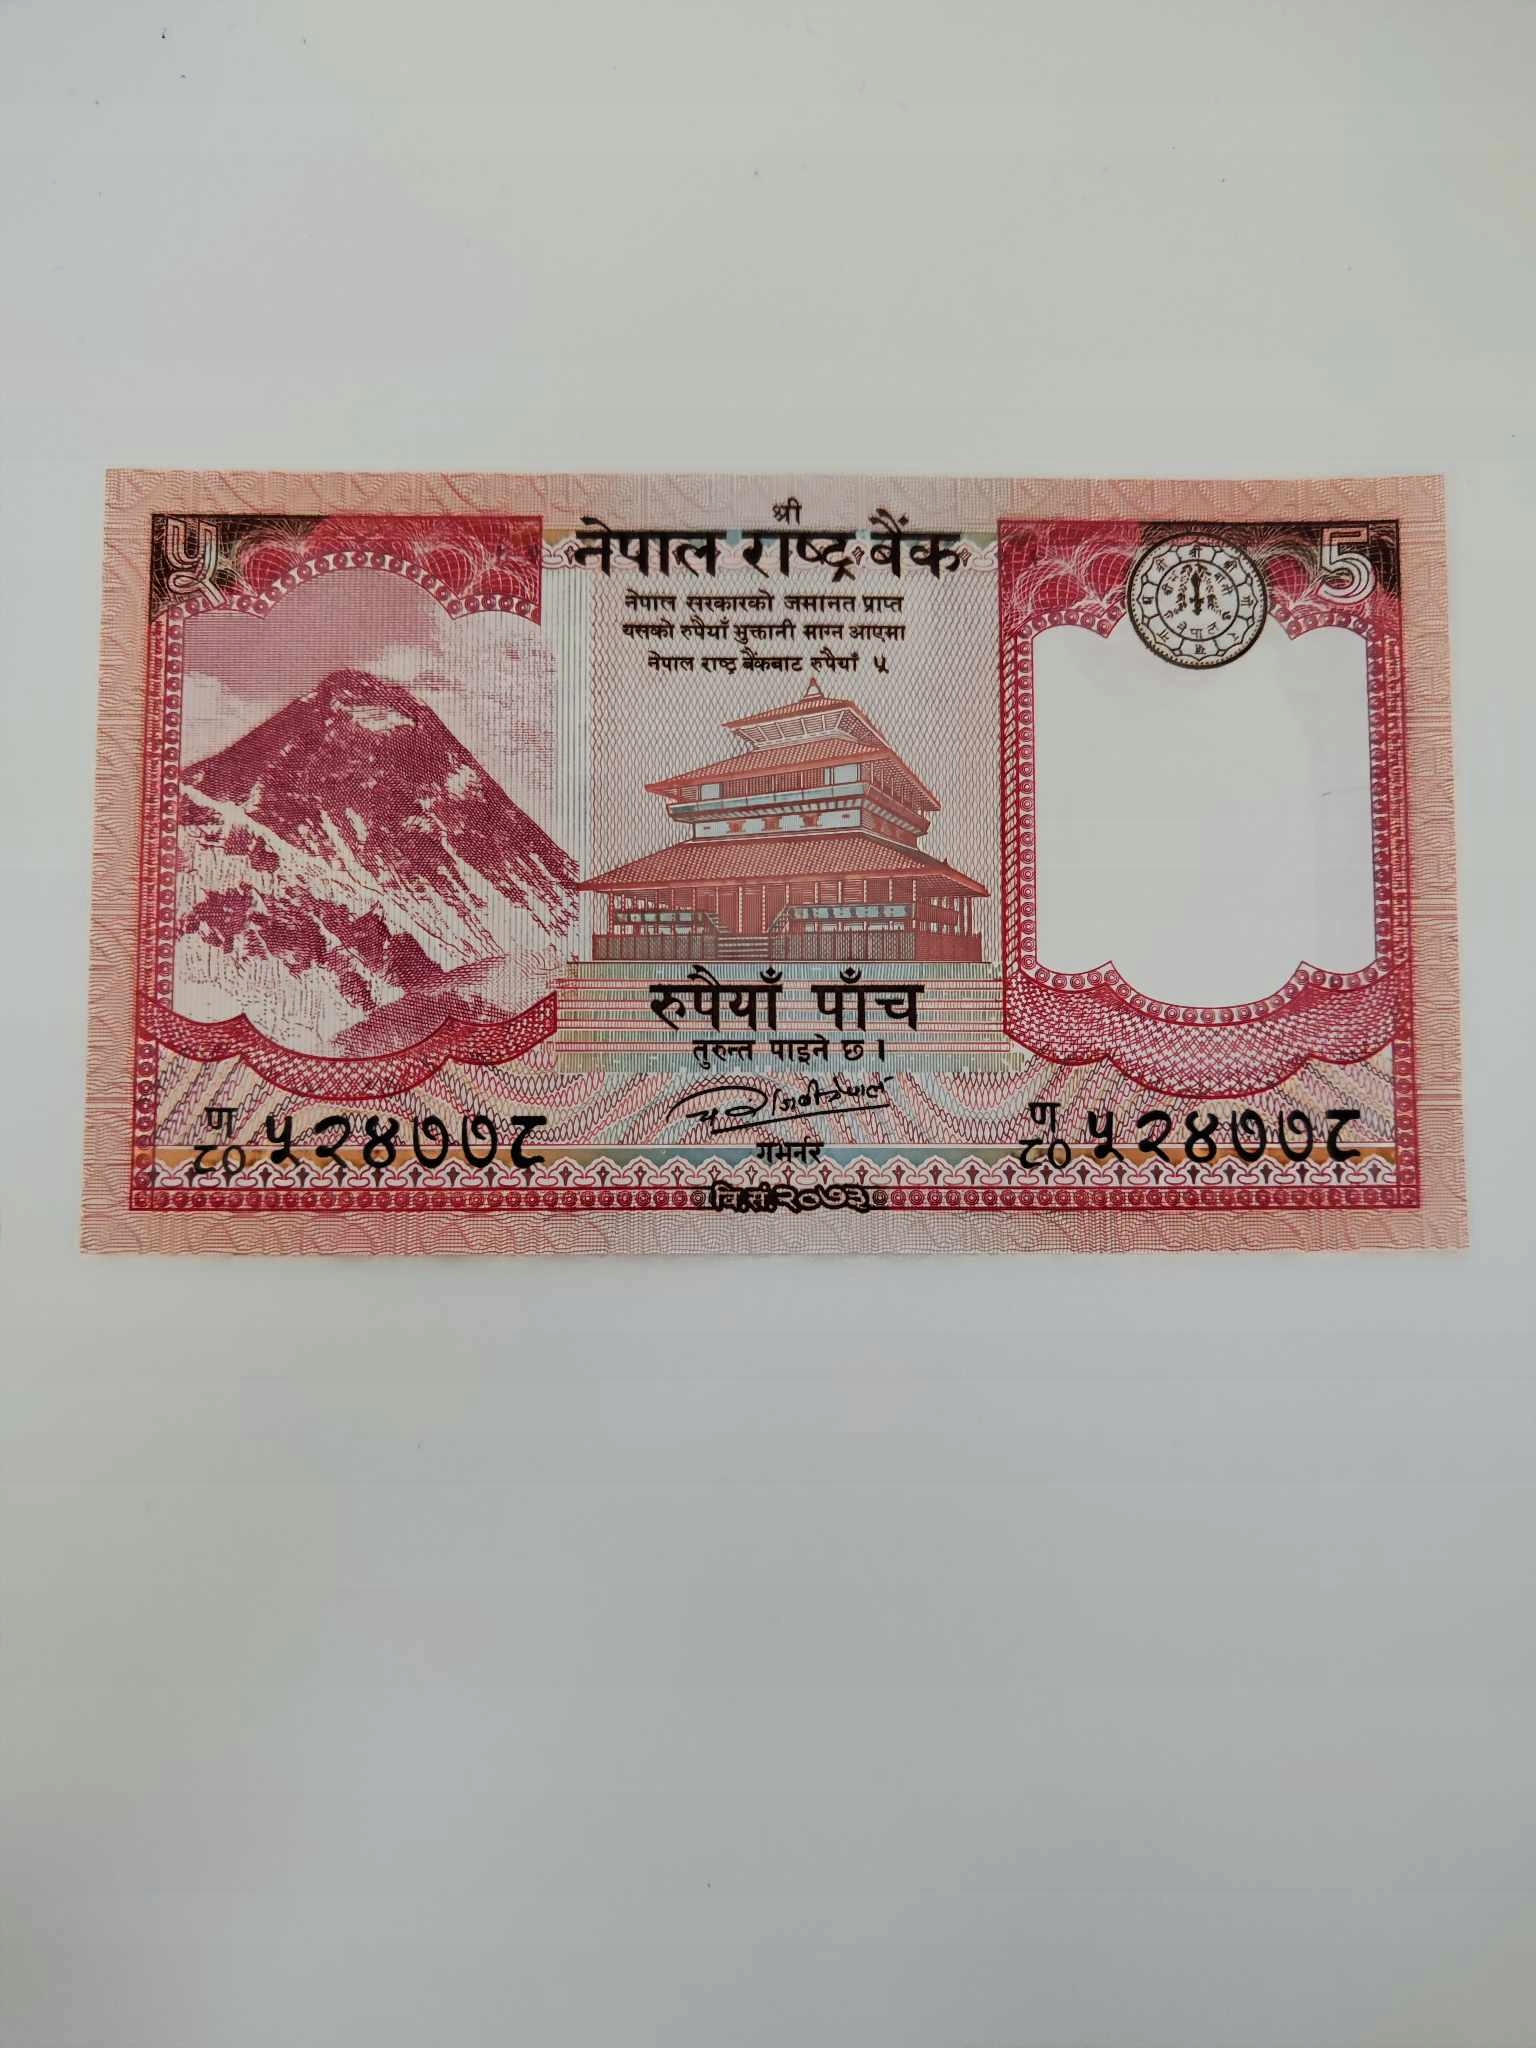 ५
5
श्री
नेपाल राष्ट्र बैंक
नेपाल सरकारको जमानत प्राप्त
यसको रुपैयाँ भुक्तानी माग्न आएमा
नेपाल राष्ट्र बैंकबाट रुपैयाँ ५
रुपैयाँ पाँच
तुरुन्त पाइने छ ।
गभर्नर
ण
८० ५२४७७८
ण
८० ५२४७७८
वि.सं.२०७३